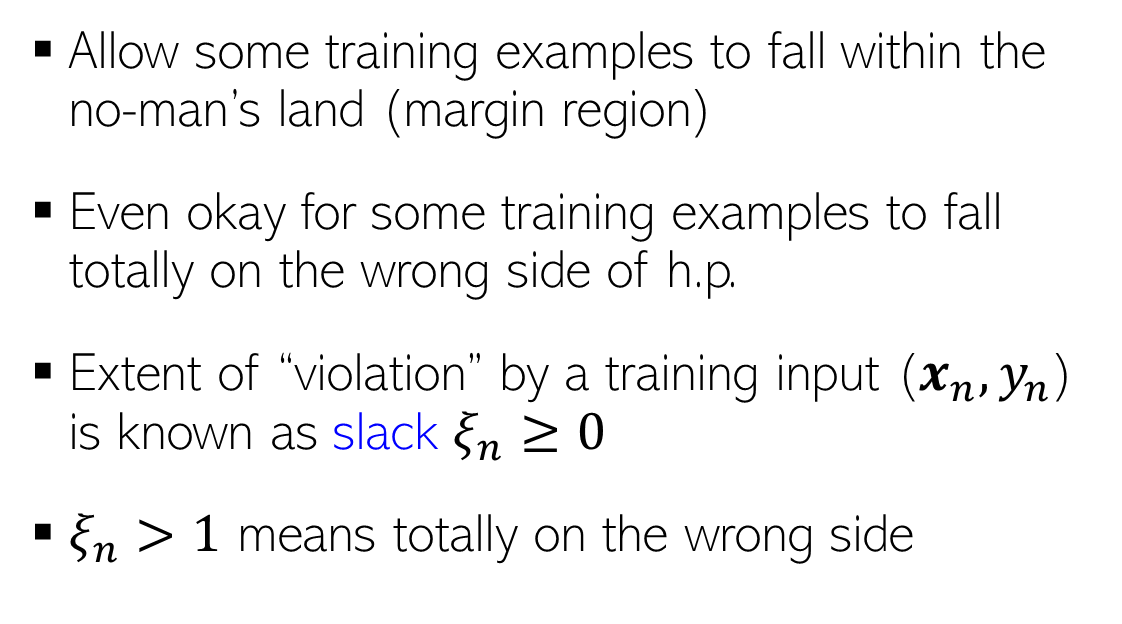 ▪ Allow some training examples to fall within the
no-man’s land (margin region)
▪ Even okay for some training examples to fall
totally on the wrong side of h.p.
▪ Extent of “violation” by a training input (𝒙ₙ, 𝑦ₙ)
is known as slack ξₙ ≥ 0
▪ ξₙ > 1 means totally on the wrong side